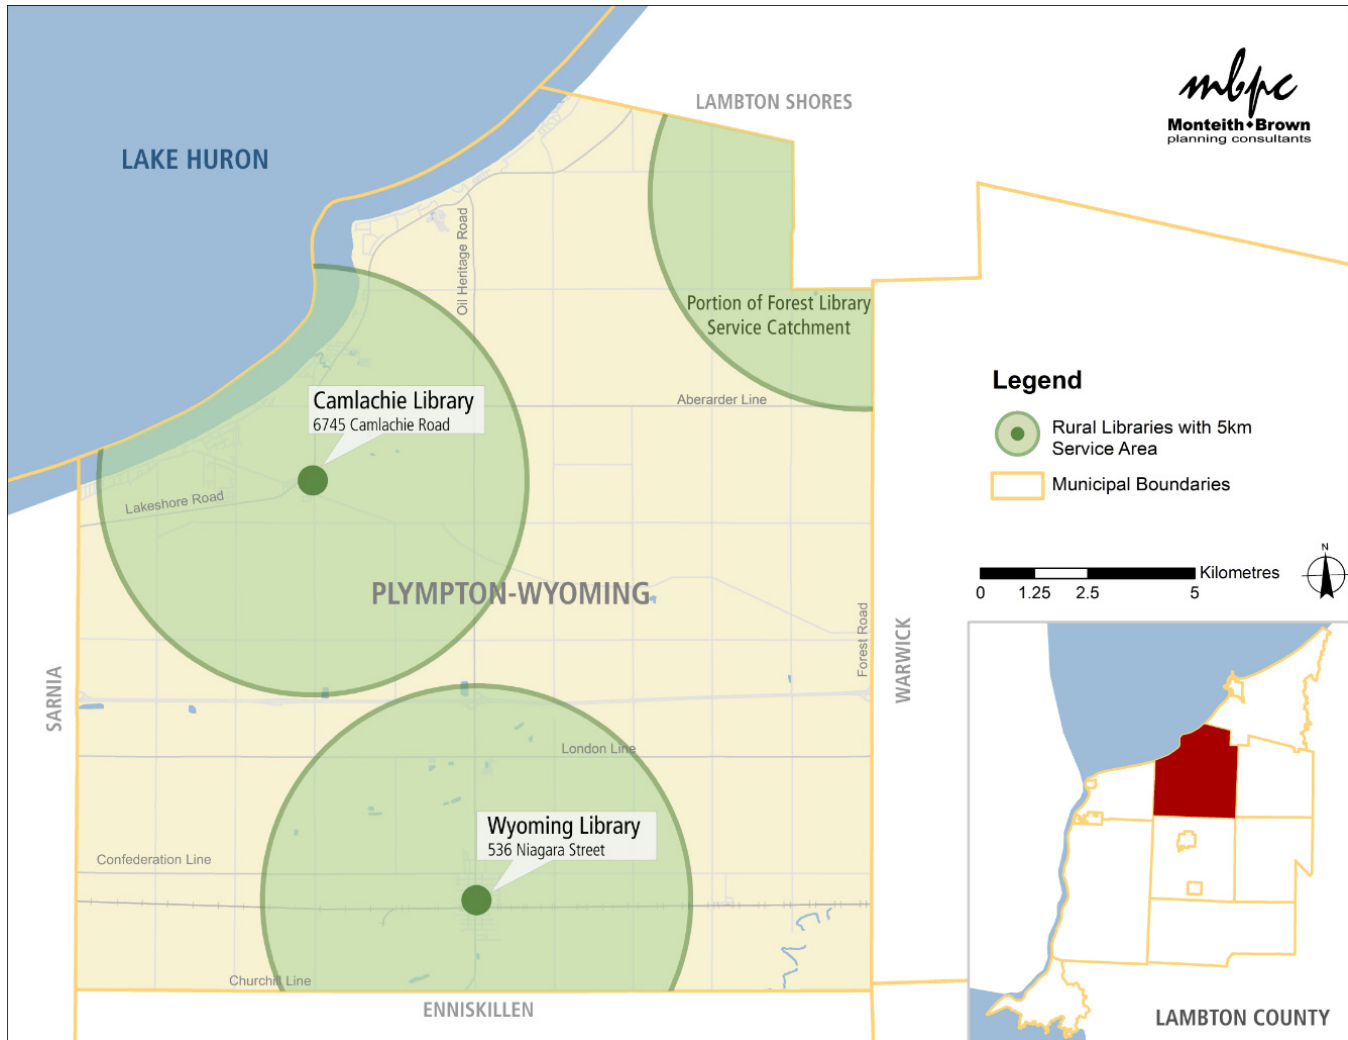 LAMBTON SHORES
mbpc
Monteith•Brown
planning consultants
LAKE HURON
Oil Heritage Road
Portion of Forest Library
Service Catchment
Camlachie Library
6745 Camlachie Road
Aberarder Line
Lakeshore Road
PLYMPTON-WYOMING
Forest Road
WARWICK
SARNIA
London Line
Wyoming Library
536 Niagara Street
Confederation Line
Churchill Line
ENNISKILLEN
Legend
Rural Libraries with 5km
Service Area
Municipal Boundaries
N
Kilometres
0 1.25 2.5 5
LAMBTON COUNTY